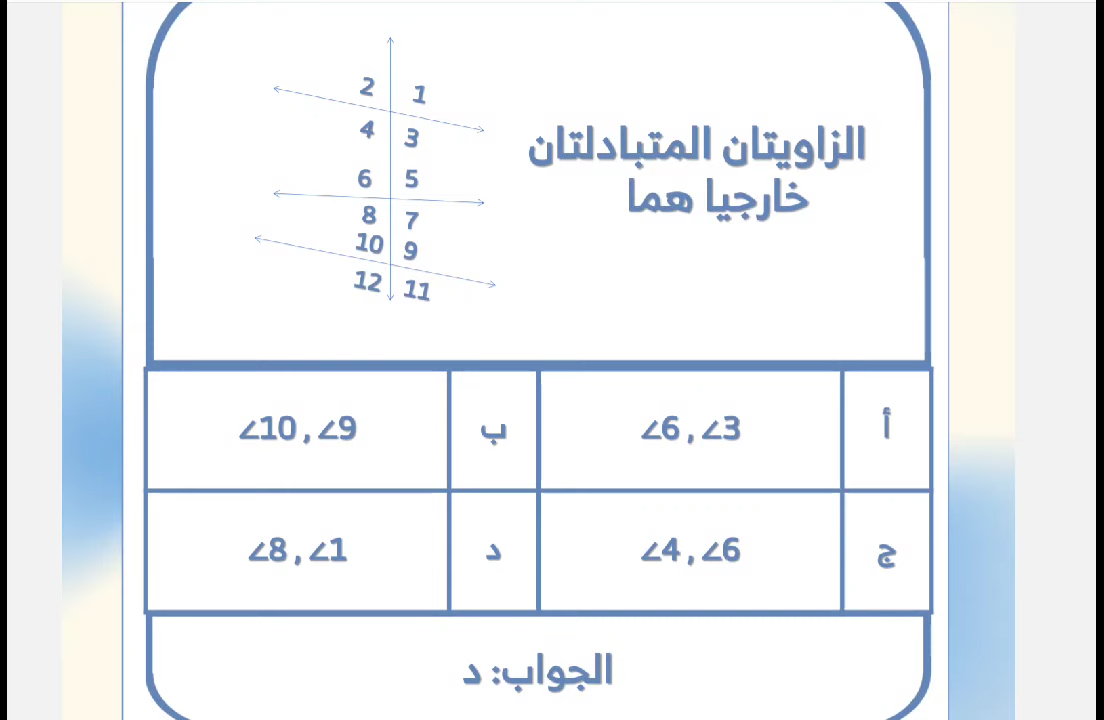 2 1
4 3
6 5
8 7
10 9
12 11
الزاويتان المتبادلتان
خارجيا هما
أ
∠6 , ∠3
ب
∠10 , ∠9
ج
∠4 , ∠6
د
∠8 , ∠1
الجواب: د